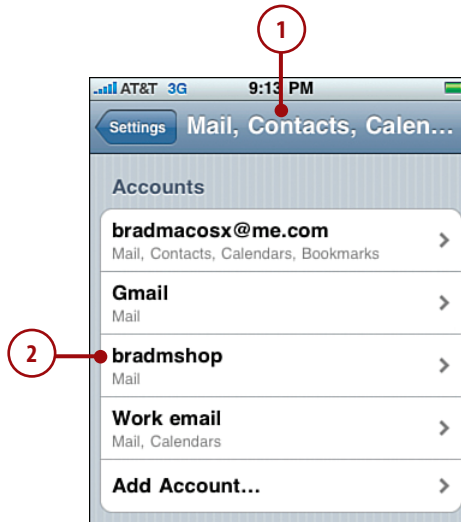 1
AT&T 3G 9:13 PM
Settings Mail, Contacts, Calen...
Accounts
bradmacosx@me.com
Mail, Contacts, Calendars, Bookmarks
Gmail
Mail
2
bradmshop
Mail
Work email
Mail, Calendars
Add Account...